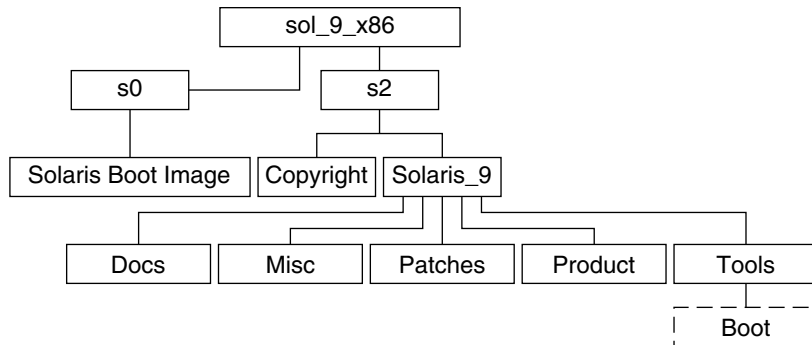 sol_9_x86
s0
s2
Solaris Boot Image
Copyright
Solaris_9
Docs
Misc
Patches
Product
Tools
Boot